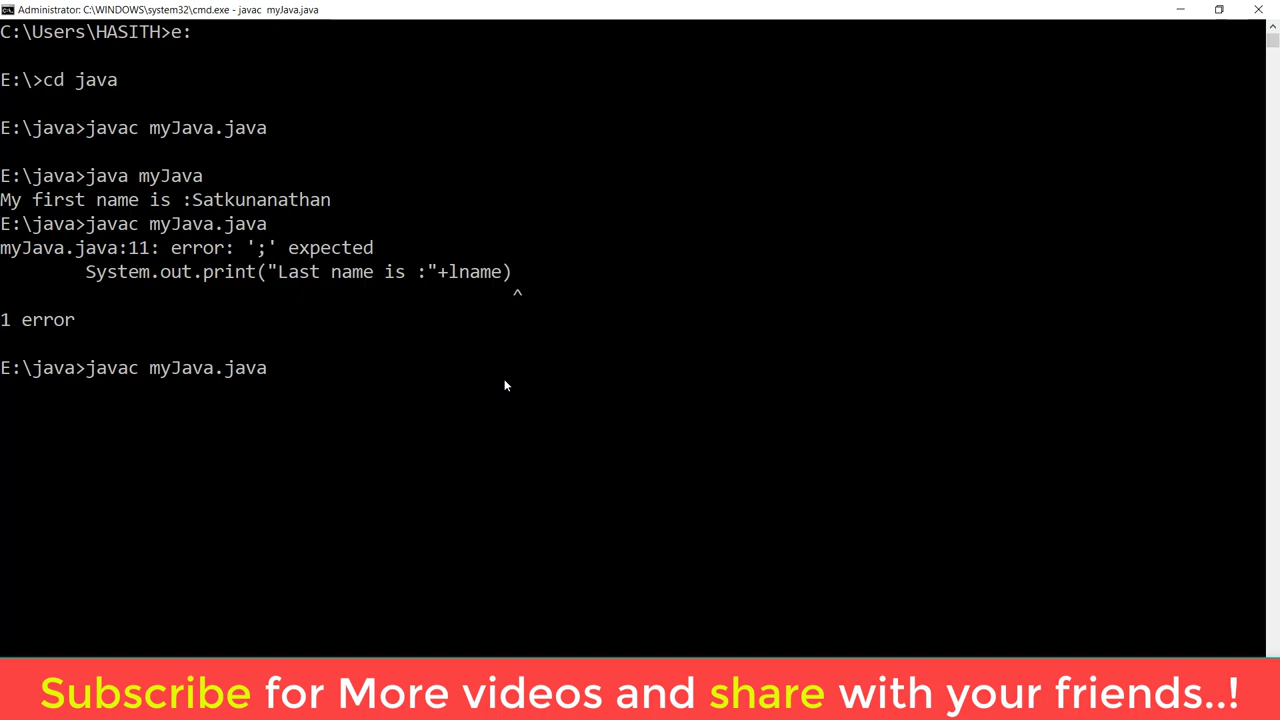 Administrator: C:\WINDOWS\system32\cmd.exe - javac  myJava.java
C:\Users\HASITH>e:
E:\>cd java
E:\java>javac myJava.java
E:\java>java myJava
My first name is :Satkunanathan
E:\java>javac myJava.java
myJava.java:11: error: ';' expected
        System.out.print("Last name is :"+lname)
                                                ^
1 error
E:\java>javac myJava.java
Subscribe for More videos and share with your friends..!